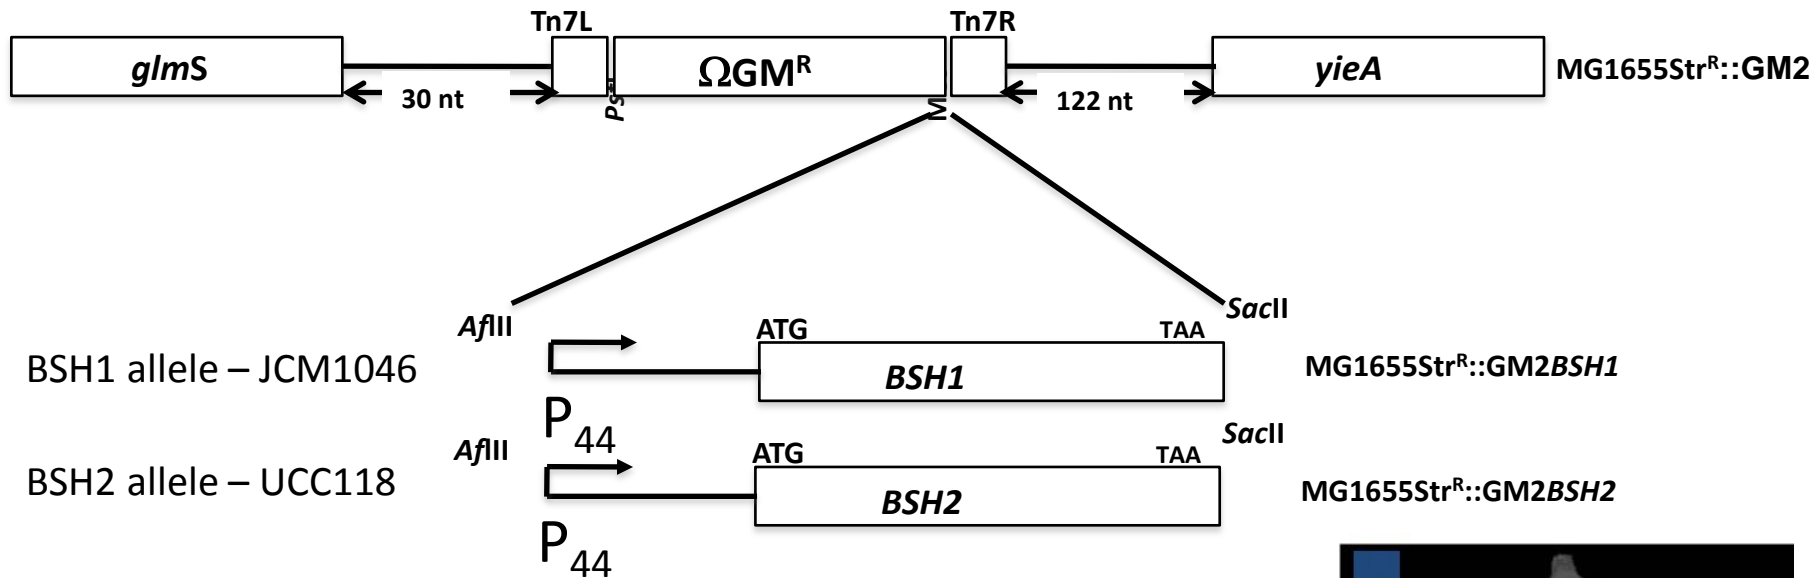 Tn7L Tn7R
glmS ΩGMᴿ yieA MG1655Strᴿ::GM2
30 nt 122 nt
AflII SacII
ATG TAA
BSH1 allele – JCM1046 BSH1 MG1655Strᴿ::GM2BSH1
P₄₄
AflII SacII
ATG TAA
BSH2 allele – UCC118 BSH2 MG1655Strᴿ::GM2BSH2
P₄₄